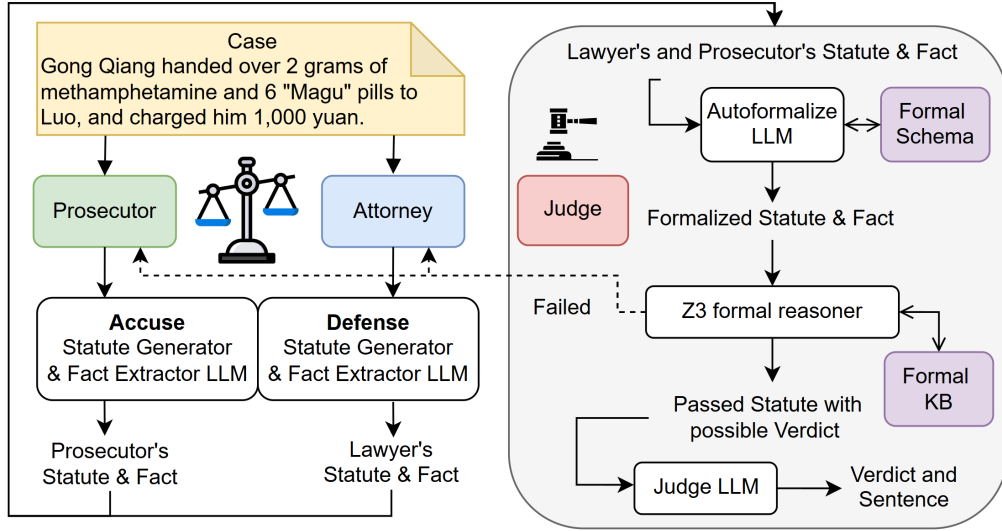 Case
Gong Qiang handed over 2 grams of
methamphetamine and 6 "Magu" pills to
Luo, and charged him 1,000 yuan.
Prosecutor
Attorney
Accuse
Statute Generator
& Fact Extractor LLM
Defense
Statute Generator
& Fact Extractor LLM
Prosecutor's
Statute & Fact
Lawyer's
Statute & Fact
Lawyer's and Prosecutor's Statute & Fact
Autoformalize
LLM
Formal
Schema
Judge
Formalized Statute & Fact
Failed
Z3 formal reasoner
Formal
KB
Passed Statute with
possible Verdict
Judge LLM
Verdict and
Sentence